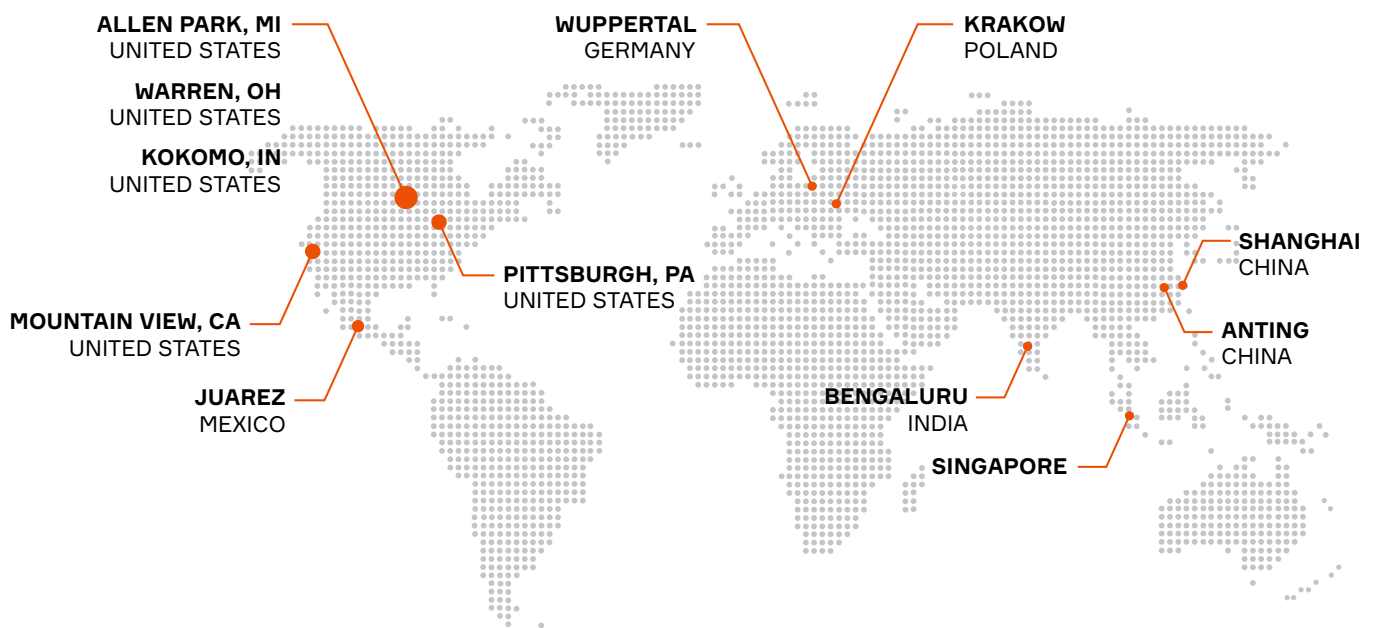 ALLEN PARK, MI
UNITED STATES
WARREN, OH
UNITED STATES
KOKOMO, IN
UNITED STATES
MOUNTAIN VIEW, CA
UNITED STATES
JUAREZ
MEXICO
PITTSBURGH, PA
UNITED STATES
WUPPERTAL
GERMANY
KRAKOW
POLAND
SHANGHAI
CHINA
ANTING
CHINA
BENGALURU
INDIA
SINGAPORE